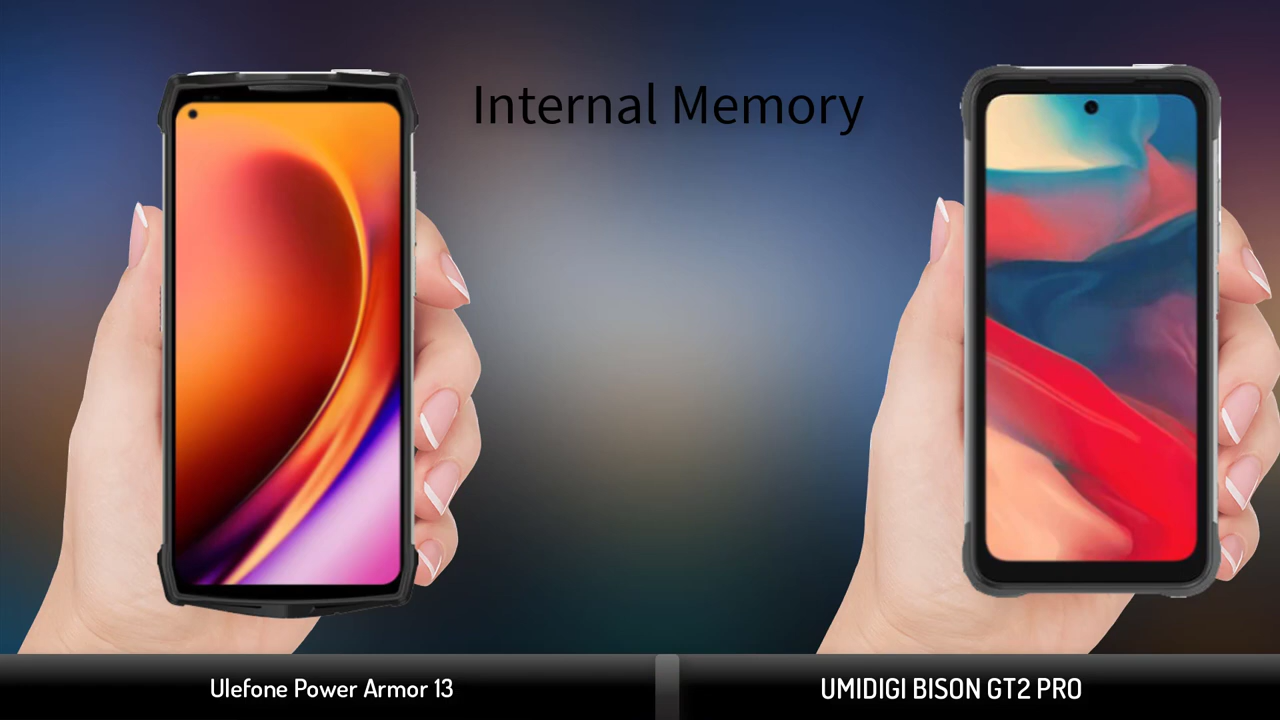 Internal Memory
Ulefone Power Armor 13
UMIDIGI BISON GT2 PRO